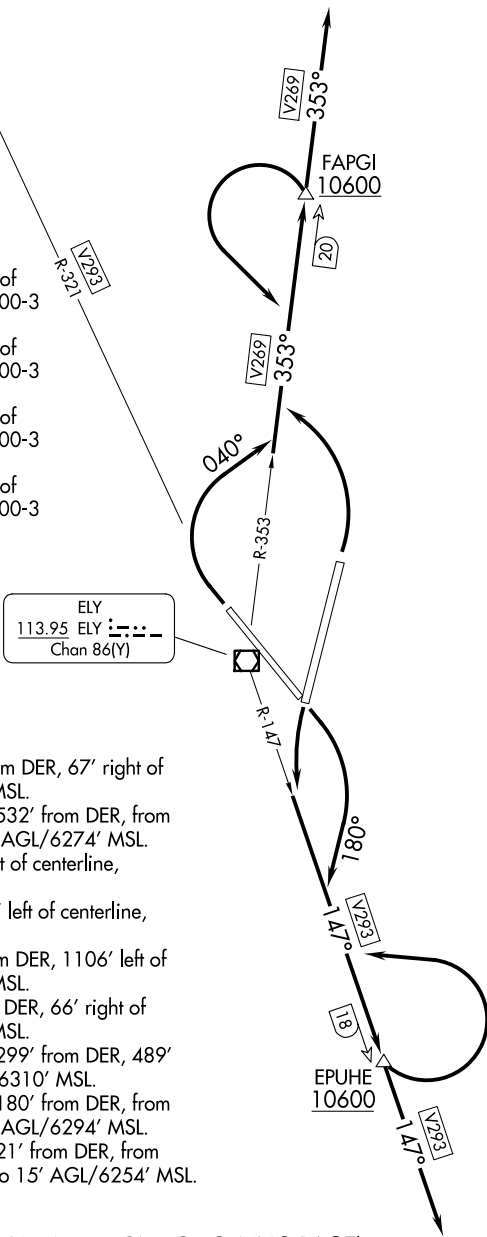 V269
353°
FAPGI
10600
20
V293
R-321
of
00-3
of
00-3
V269
353°
of
00-3
040°
of
00-3
R-353
ELY
113.95 ELY
Chan 86(Y)
R-147
m DER, 67' right of
MSL.
532' from DER, from
AGL/6274' MSL.
t of centerline,
180°
' left of centerline,
147°
V293
m DER, 1106' left of
MSL.
DER, 66' right of
MSL.
18
299' from DER, 489'
6310' MSL.
EPUHE
10600
180' from DER, from
AGL/6294' MSL.
21' from DER, from
o 15' AGL/6254' MSL.
147°
V293